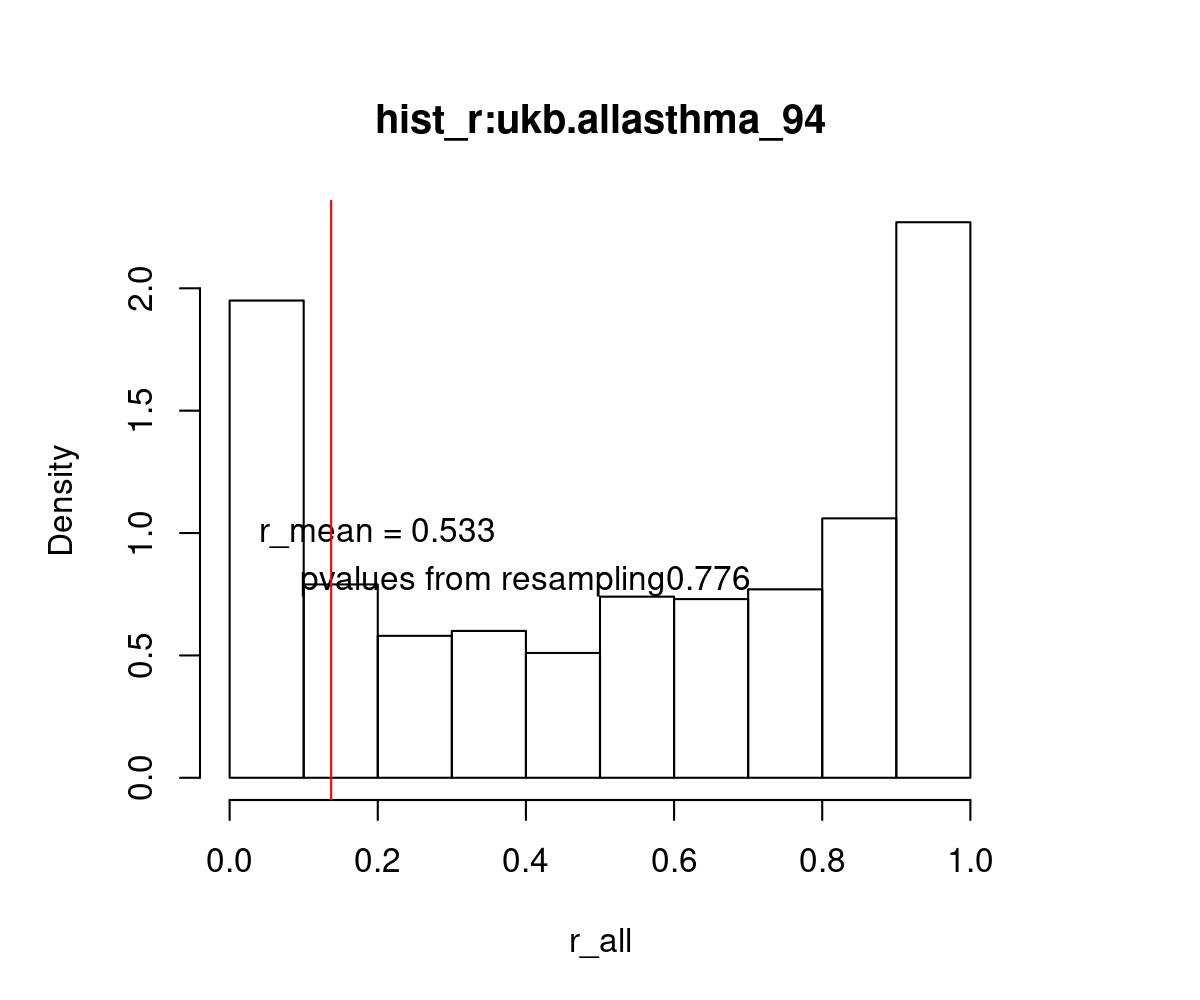 hist_r:ukb.allasthma_94
Density
2.0
1.5
1.0
0.5
0.0
r_mean = 0.533
pvalues from resampling0.776
0.0 0.2 0.4 0.6 0.8 1.0
r_all